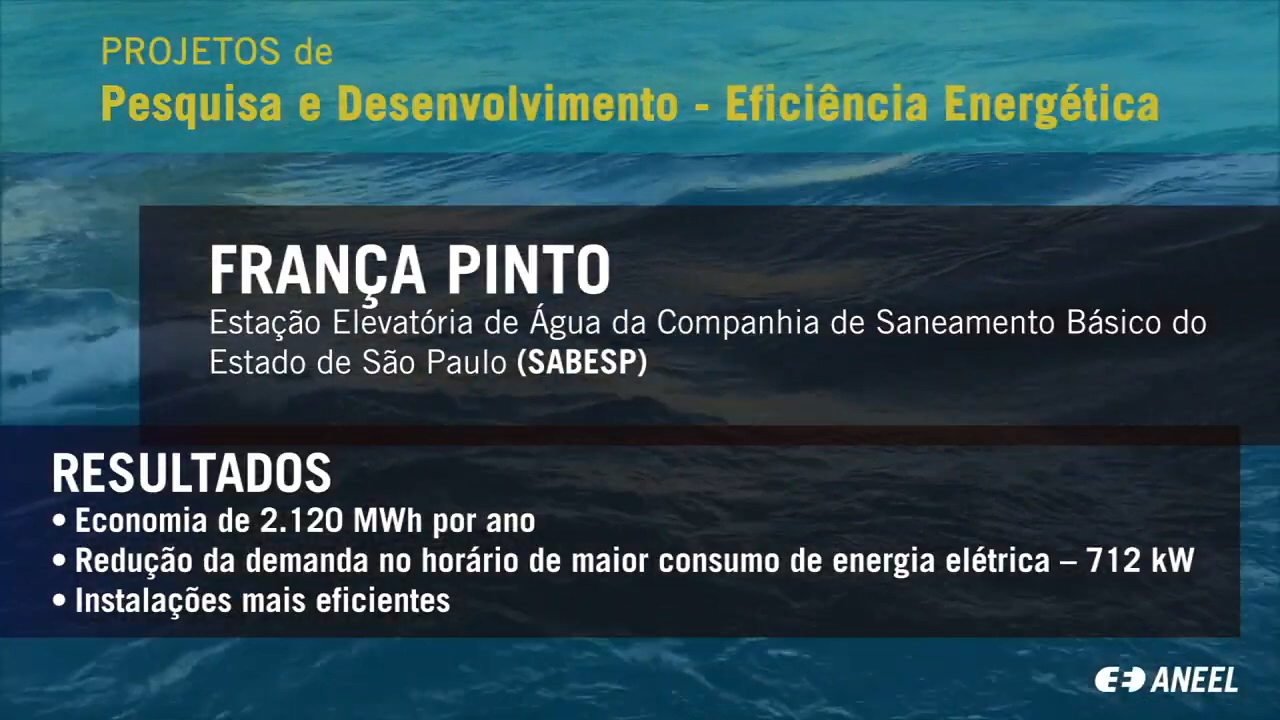 PROJETOS de
Pesquisa e Desenvolvimento - Eficiência Energética
FRANÇA PINTO
Estação Elevatória de Água da Companhia de Saneamento Básico do
Estado de São Paulo (SABESP)
RESULTADOS
• Economia de 2.120 MWh por ano
• Redução da demanda no horário de maior consumo de energia elétrica – 712 kW
• Instalações mais eficientes
ANEEL